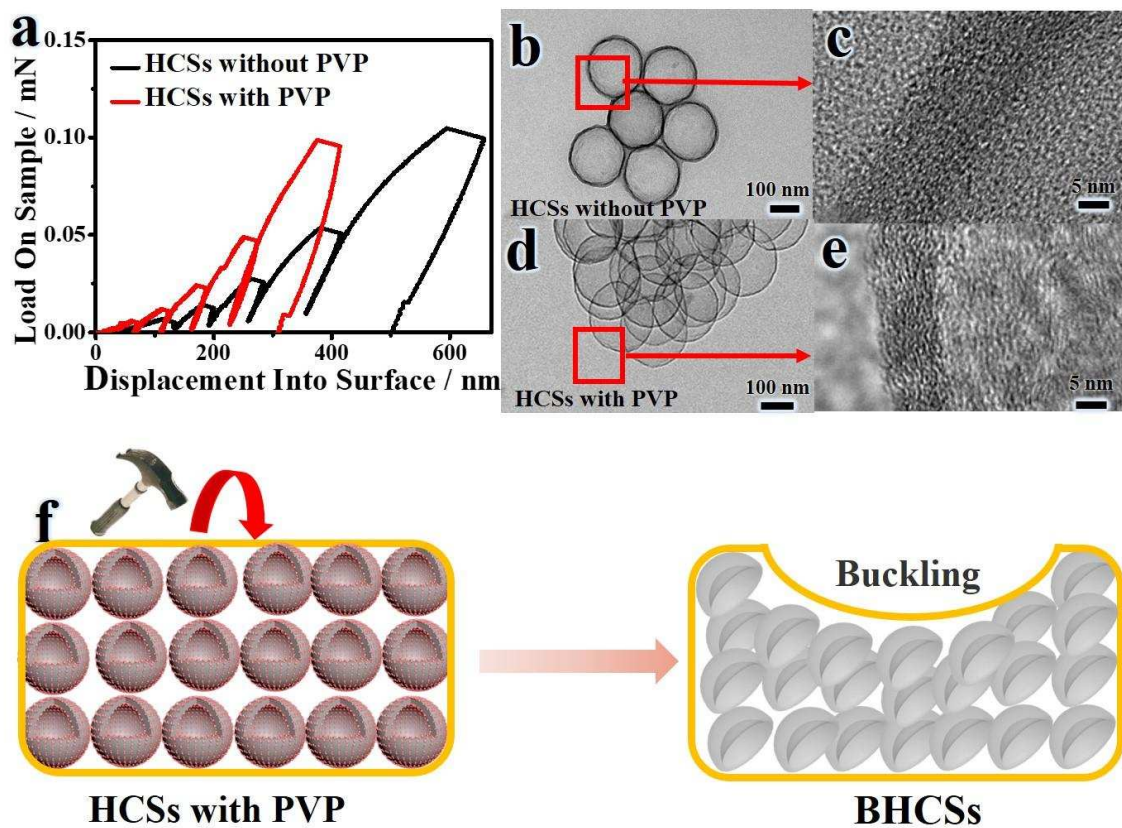 a
0.15
0.10
0.05
0.00
Load On Sample / mN
HCSs without PVP
HCSs with PVP
0
200
400
600
Displacement Into Surface / nm
b
HCSs without PVP
100 nm
c
5 nm
d
HCSs with PVP
100 nm
e
5 nm
f
HCSs with PVP
Buckling
BHCSs